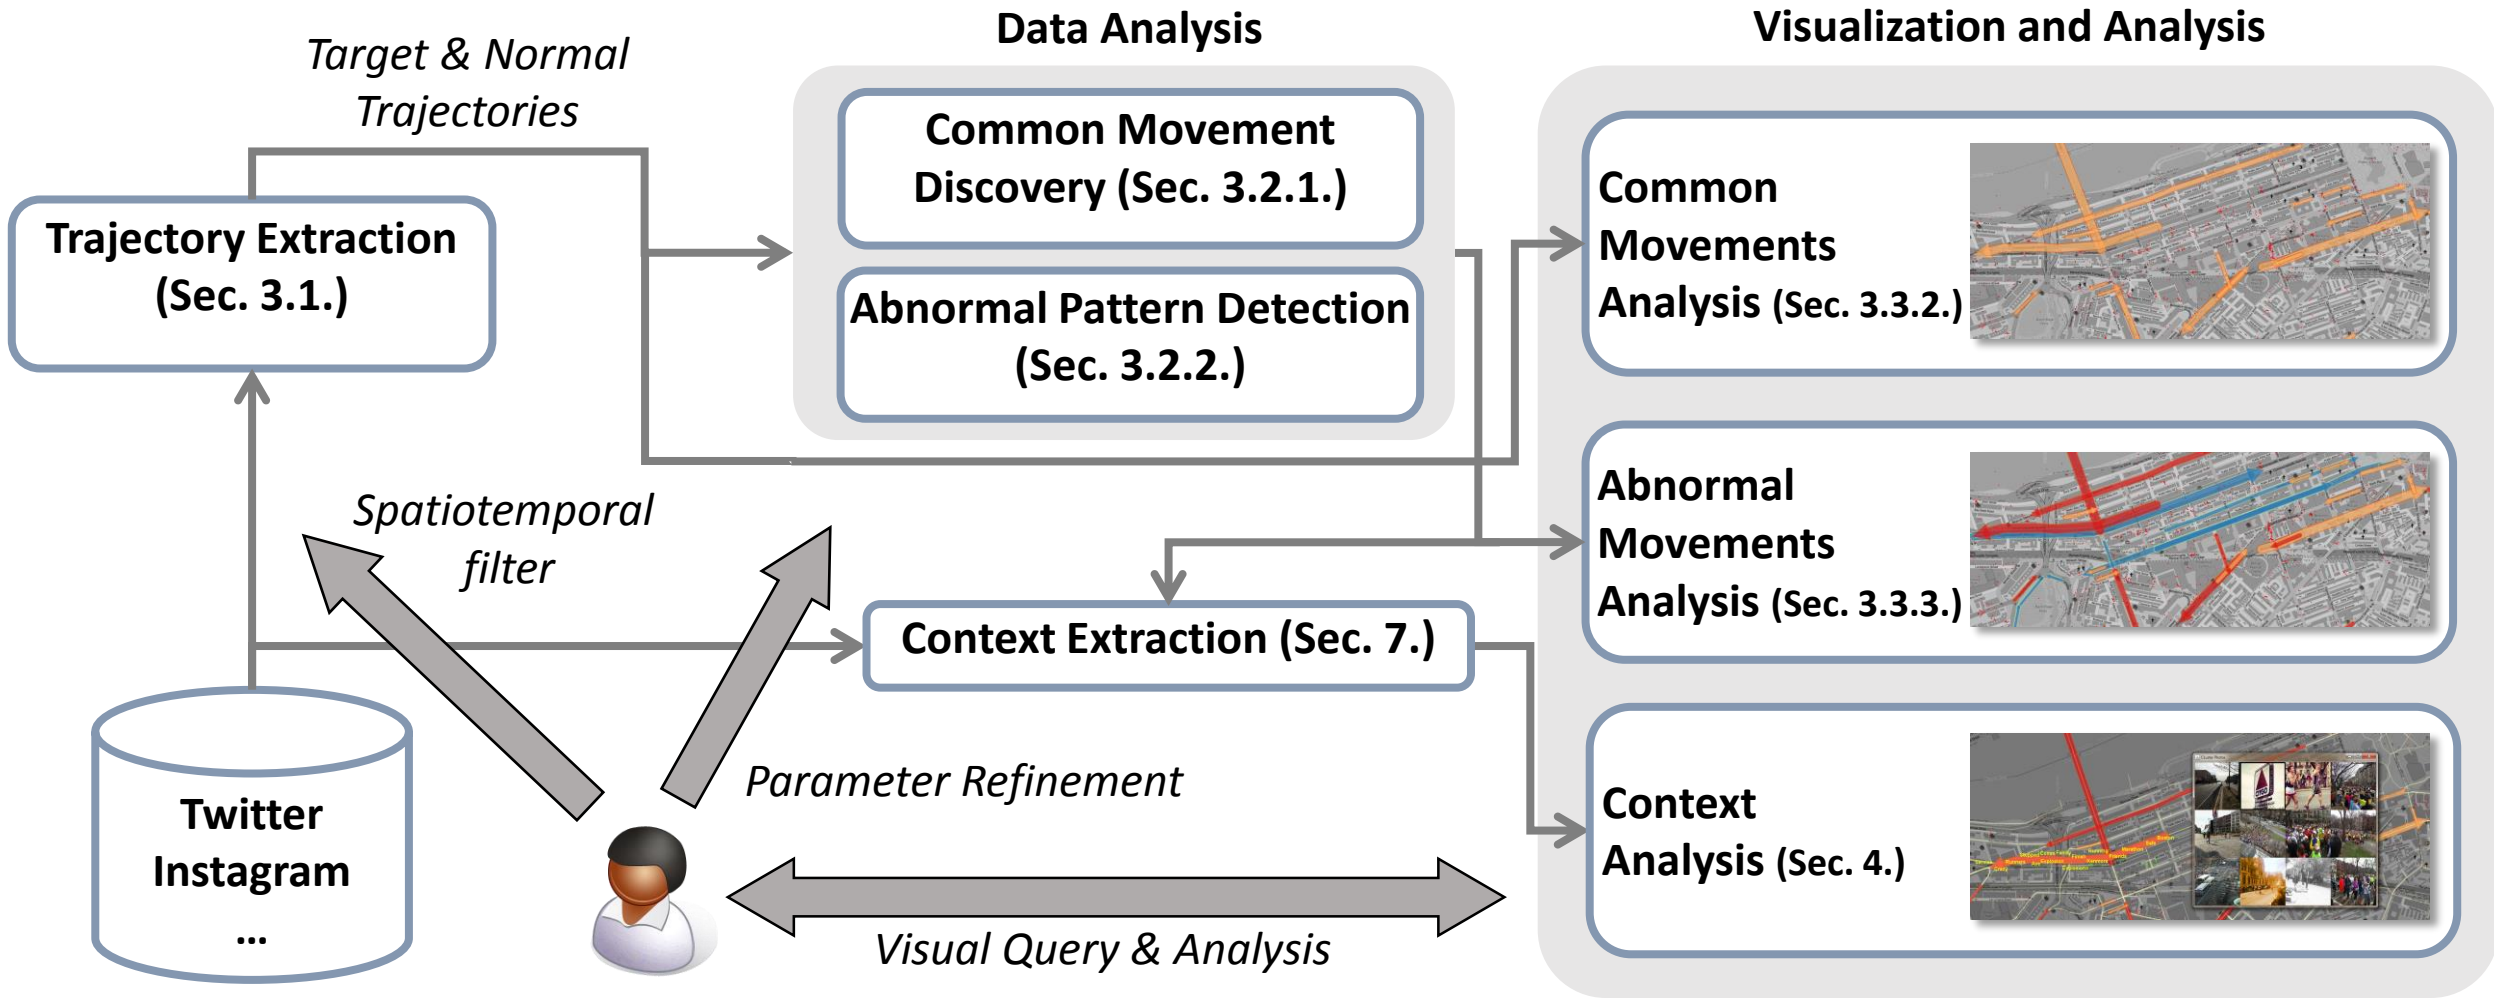 Data Analysis
Visualization and Analysis
Target & Normal
Trajectories
Common Movement
Discovery (Sec. 3.2.1.)
Abnormal Pattern Detection
(Sec. 3.2.2.)
Trajectory Extraction
(Sec. 3.1.)
Common
Movements
Analysis (Sec. 3.3.2.)
Spatiotemporal
filter
Abnormal
Movements
Analysis (Sec. 3.3.3.)
Context Extraction (Sec. 7.)
Parameter Refinement
Twitter
Instagram
...
Context
Analysis (Sec. 4.)
Visual Query & Analysis